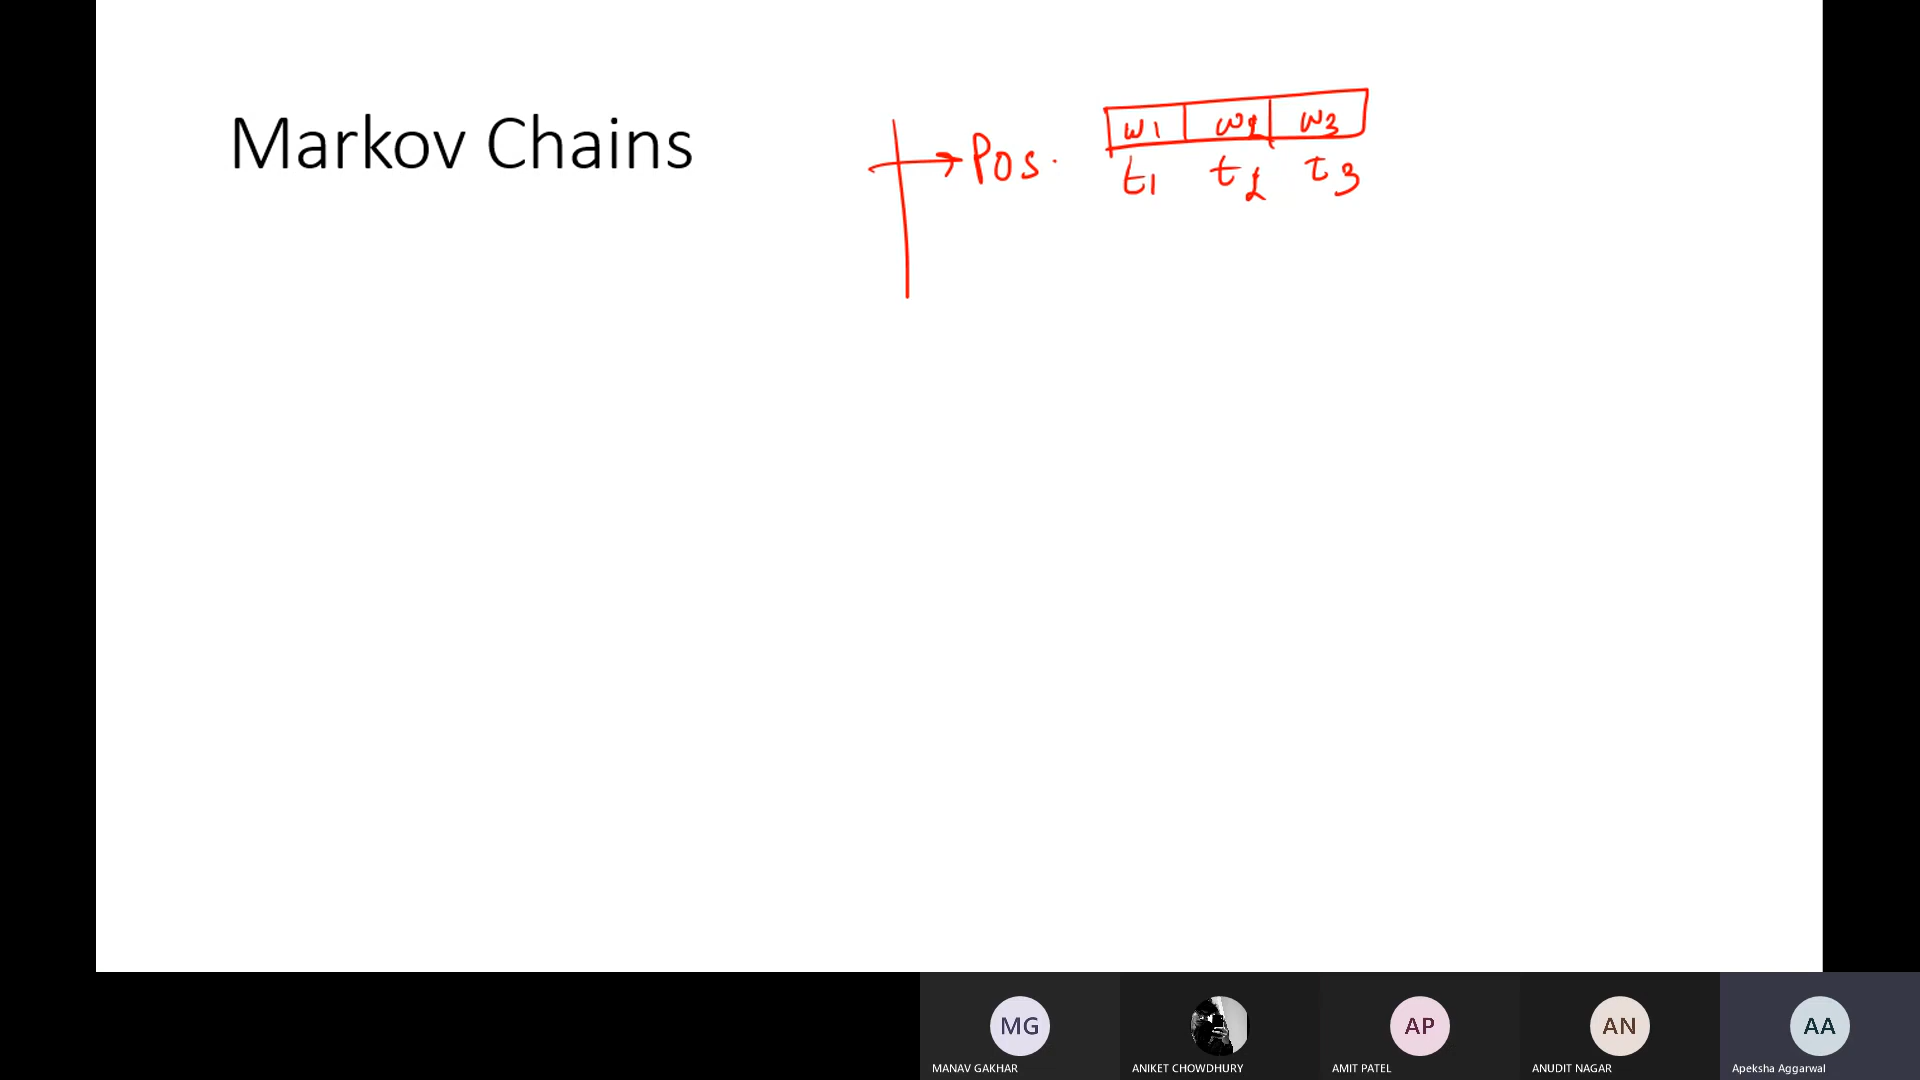 Markov Chains
w1 w2 w3
→ Pos.
t1 t2 t3
MG AP AN AA
MANAV GAKHAR ANIKET CHOWDHURY AMIT PATEL ANUDIT NAGAR Apeksha Aggarwal